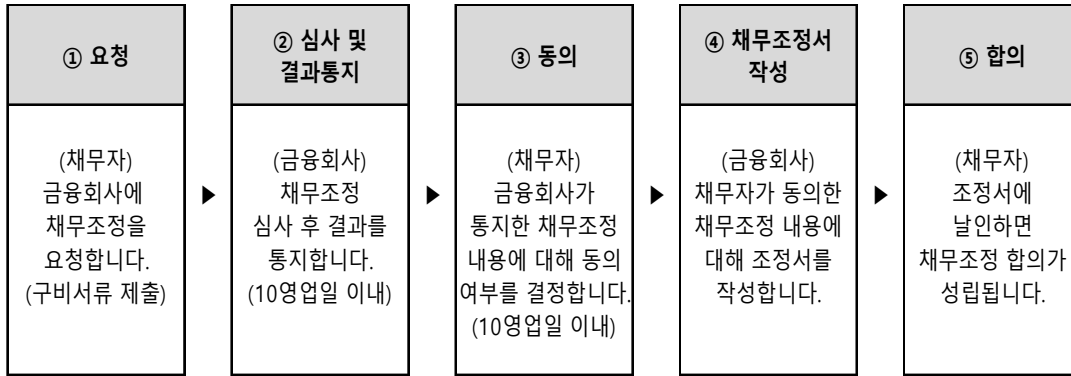 ① 요청
(채무자)
금융회사에
채무조정을
요청합니다.
(구비서류 제출)
▶
② 심사 및
결과통지
(금융회사)
채무조정
심사 후 결과를
통지합니다.
(10영업일 이내)
▶
③ 동의
(채무자)
금융회사가
통지한 채무조정
내용에 대해 동의
여부를 결정합니다.
(10영업일 이내)
▶
④ 채무조정서
작성
(금융회사)
채무자가 동의한
채무조정 내용에
대해 조정서를
작성합니다.
▶
⑤ 합의
(채무자)
조정서에
날인하면
채무조정 합의가
성립됩니다.